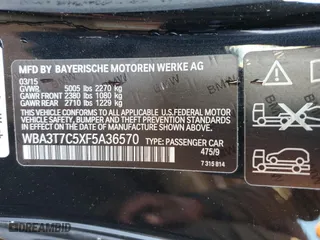 MFD BY BAYERISCHE MOTOREN WERKE AG
03/15
GVWR. 5005 lbs 2270 kg
GAWR FRONT 2380 lbs 1080 kg
GAWR REAR 2710 lbs 1229 kg
THIS VEHICLE CONFORMS TO ALL APPLICABLE
U.S. FEDERAL MOTOR VEHICLE SAFETY,
BUMPER AND THEFT PREVENTION STANDARDS
IN EFFECT ON THE DATE OF
MANUFACTURE SHOWN ABOVE.
WBA3T7C5XF5A36570 TYPE: PASSENGER CAR
475/9
7 315 814
BMW